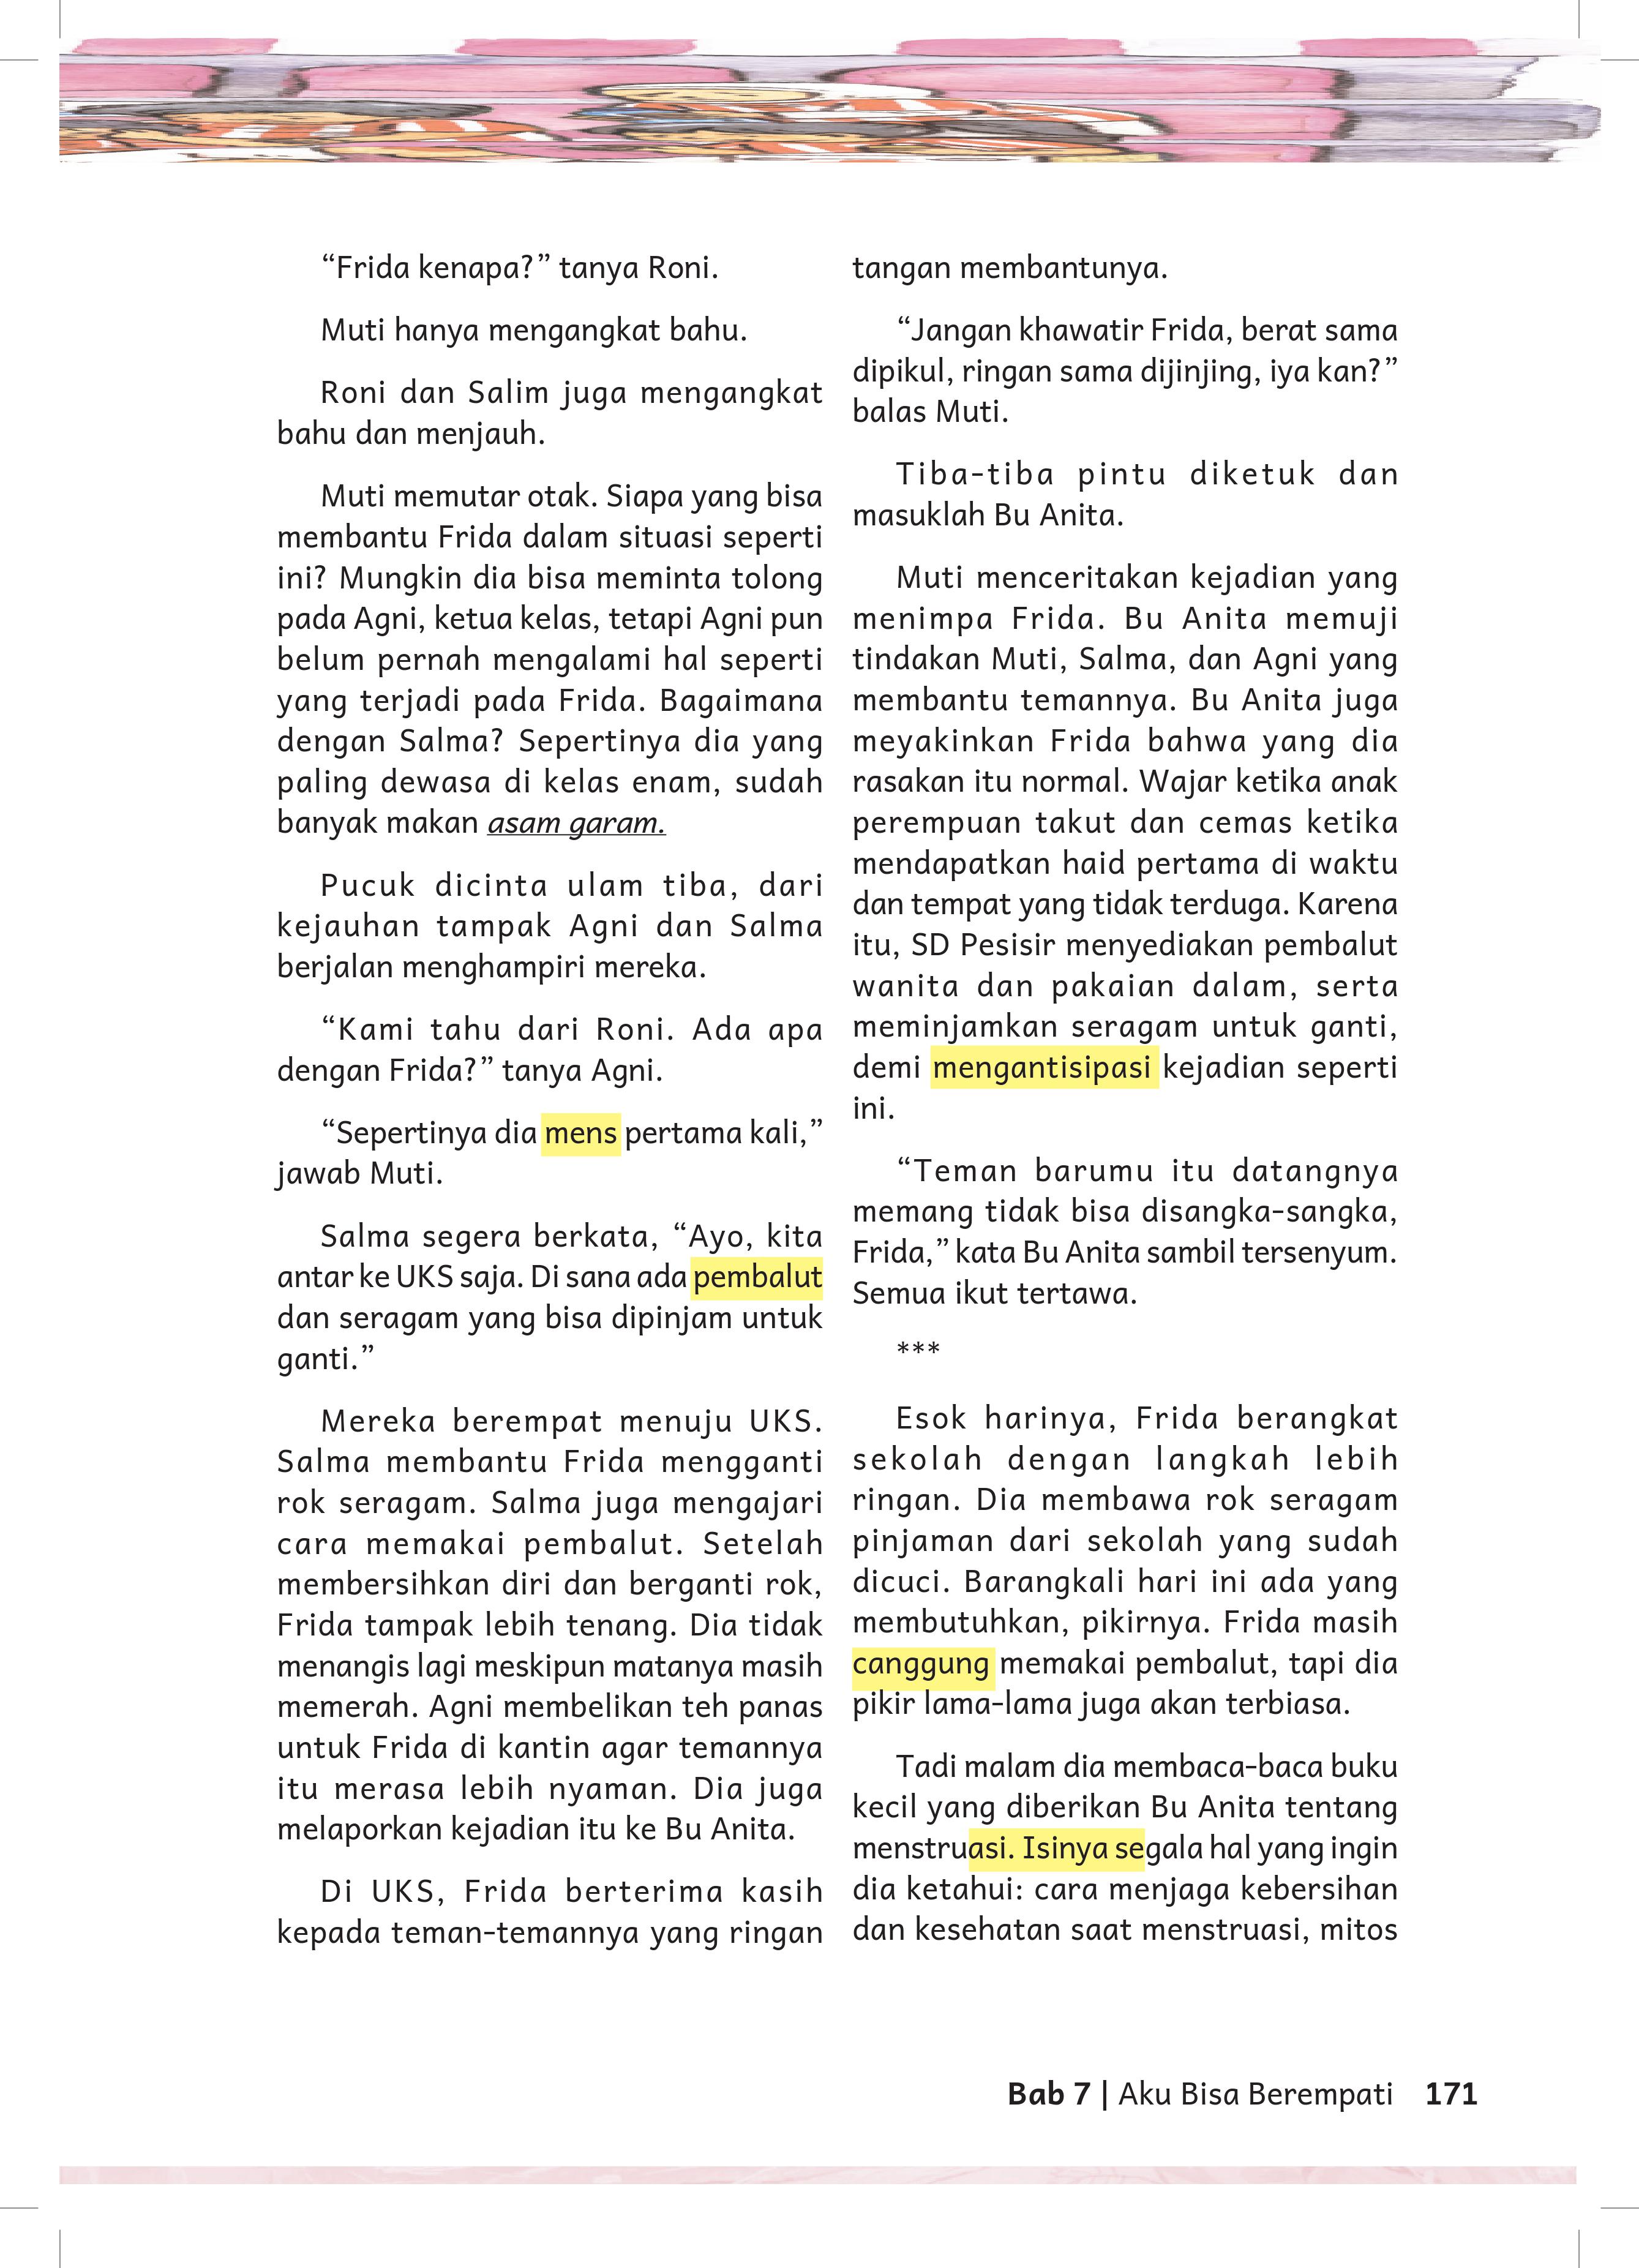 “Frida kenapa?” tanya Roni.
Muti hanya mengangkat bahu.
Roni dan Salim juga mengangkat
bahu dan menjauh.
Muti memutar otak. Siapa yang bisa
membantu Frida dalam situasi seperti
ini? Mungkin dia bisa meminta tolong
pada Agni, ketua kelas, tetapi Agni pun
belum pernah mengalami hal seperti
yang terjadi pada Frida. Bagaimana
dengan Salma? Sepertinya dia yang
paling dewasa di kelas enam, sudah
banyak makan asam garam.
Pucuk dicinta ulam tiba, dari
kejauhan tampak Agni dan Salma
berjalan menghampiri mereka.
“Kami tahu dari Roni. Ada apa
dengan Frida?” tanya Agni.
“Sepertinya dia mens pertama kali,”
jawab Muti.
Salma segera berkata, “Ayo, kita
antar ke UKS saja. Di sana ada pembalut
dan seragam yang bisa dipinjam untuk
ganti.”
Mereka berempat menuju UKS.
Salma membantu Frida mengganti
rok seragam. Salma juga mengajari
cara memakai pembalut. Setelah
membersihkan diri dan berganti rok,
Frida tampak lebih tenang. Dia tidak
menangis lagi meskipun matanya masih
memerah. Agni membelikan teh panas
untuk Frida di kantin agar temannya
itu merasa lebih nyaman. Dia juga
melaporkan kejadian itu ke Bu Anita.
Di UKS, Frida berterima kasih
kepada teman-temannya yang ringan
tangan membantunya.
“Jangan khawatir Frida, berat sama
dipikul, ringan sama dijinjing, iya kan?”
balas Muti.
Tiba-tiba pintu diketuk dan
masuklah Bu Anita.
Muti menceritakan kejadian yang
menimpa Frida. Bu Anita memuji
tindakan Muti, Salma, dan Agni yang
membantu temannya. Bu Anita juga
meyakinkan Frida bahwa yang dia
rasakan itu normal. Wajar ketika anak
perempuan takut dan cemas ketika
mendapatkan haid pertama di waktu
dan tempat yang tidak terduga. Karena
itu, SD Pesisir menyediakan pembalut
wanita dan pakaian dalam, serta
meminjamkan seragam untuk ganti,
demi mengantisipasi kejadian seperti
ini.
“Teman barumu itu datangnya
memang tidak bisa disangka-sangka,
Frida,” kata Bu Anita sambil tersenyum.
Semua ikut tertawa.
***
Esok harinya, Frida berangkat
sekolah dengan langkah lebih
ringan. Dia membawa rok seragam
pinjaman dari sekolah yang sudah
dicuci. Barangkali hari ini ada yang
membutuhkan, pikirnya. Frida masih
canggung memakai pembalut, tapi dia
pikir lama-lama juga akan terbiasa.
Tadi malam dia membaca-baca buku
kecil yang diberikan Bu Anita tentang
menstruasi. Isinya segala hal yang ingin
dia ketahui: cara menjaga kebersihan
dan kesehatan saat menstruasi, mitos
Bab 7 | Aku Bisa Berempati 171